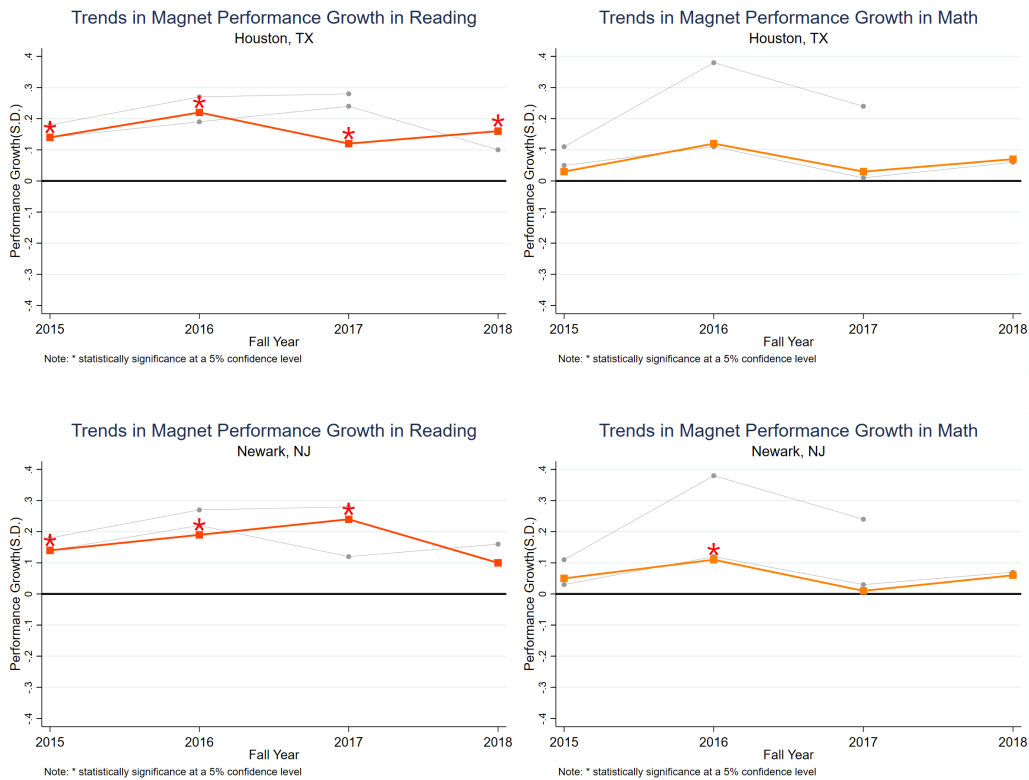 Trends in Magnet Performance Growth in Reading
Houston, TX
Performance Growth(S.D.)
.4
.3
.2
.1
0
-.1
-.2
-.3
-.4
2015 2016 2017 2018
Fall Year
Note: * statistically significance at a 5% confidence level
Trends in Magnet Performance Growth in Math
Houston, TX
Performance Growth(S.D.)
.4
.3
.2
.1
0
-.1
-.2
-.3
-.4
2015 2016 2017 2018
Fall Year
Note: * statistically significance at a 5% confidence level
Trends in Magnet Performance Growth in Reading
Newark, NJ
Performance Growth(S.D.)
.4
.3
.2
.1
0
-.1
-.2
-.3
-.4
2015 2016 2017 2018
Fall Year
Note: * statistically significance at a 5% confidence level
Trends in Magnet Performance Growth in Math
Newark, NJ
Performance Growth(S.D.)
.4
.3
.2
.1
0
-.1
-.2
-.3
-.4
2015 2016 2017 2018
Fall Year
Note: * statistically significance at a 5% confidence level